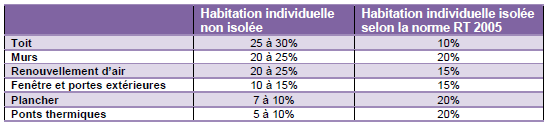 Habitation individuelle non isolée
Habitation individuelle isolée selon la norme RT 2005
Toit 25 à 30% 10%
Murs 20 à 25% 20%
Renouvellement d'air 20 à 25% 15%
Fenêtre et portes extérieures 10 à 15% 15%
Plancher 7 à 10% 20%
Ponts thermiques 5 à 10% 20%